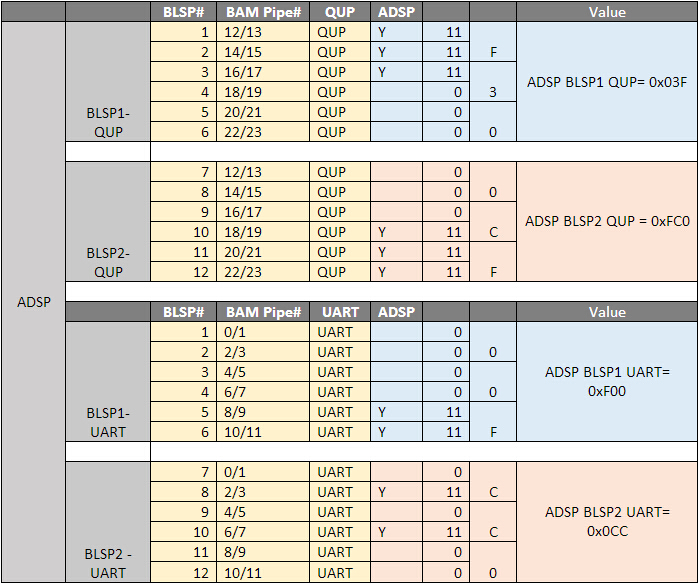 BLSP# BAM Pipe# QUP ADSP Value
1 12/13 QUP Y 11
2 14/15 QUP Y 11 F
3 16/17 QUP Y 11
ADSP BLSP1 QUP= 0x03F
4 18/19 QUP 0 3
BLSP1-
5 20/21 QUP 0
QUP
6 22/23 QUP 0 0
7 12/13 QUP 0
8 14/15 QUP 0 0
9 16/17 QUP 0
ADSP BLSP2 QUP = 0xFC0
10 18/19 QUP Y 11 C
BLSP2-
11 20/21 QUP Y 11
QUP
12 22/23 QUP Y 11 F
ADSP
BLSP# BAM Pipe# UART ADSP Value
1 0/1 UART 0
2 2/3 UART 0 0
3 4/5 UART 0
ADSP BLSP1 UART=
0xF00
4 6/7 UART 0 0
BLSP1-
5 8/9 UART Y 11
UART
6 10/11 UART Y 11 F
7 0/1 UART 0
8 2/3 UART Y 11 C
9 4/5 UART 0
ADSP BLSP2 UART=
0x0CC
10 6/7 UART Y 11 C
BLSP2 -
11 8/9 UART 0
UART
12 10/11 UART 0 0